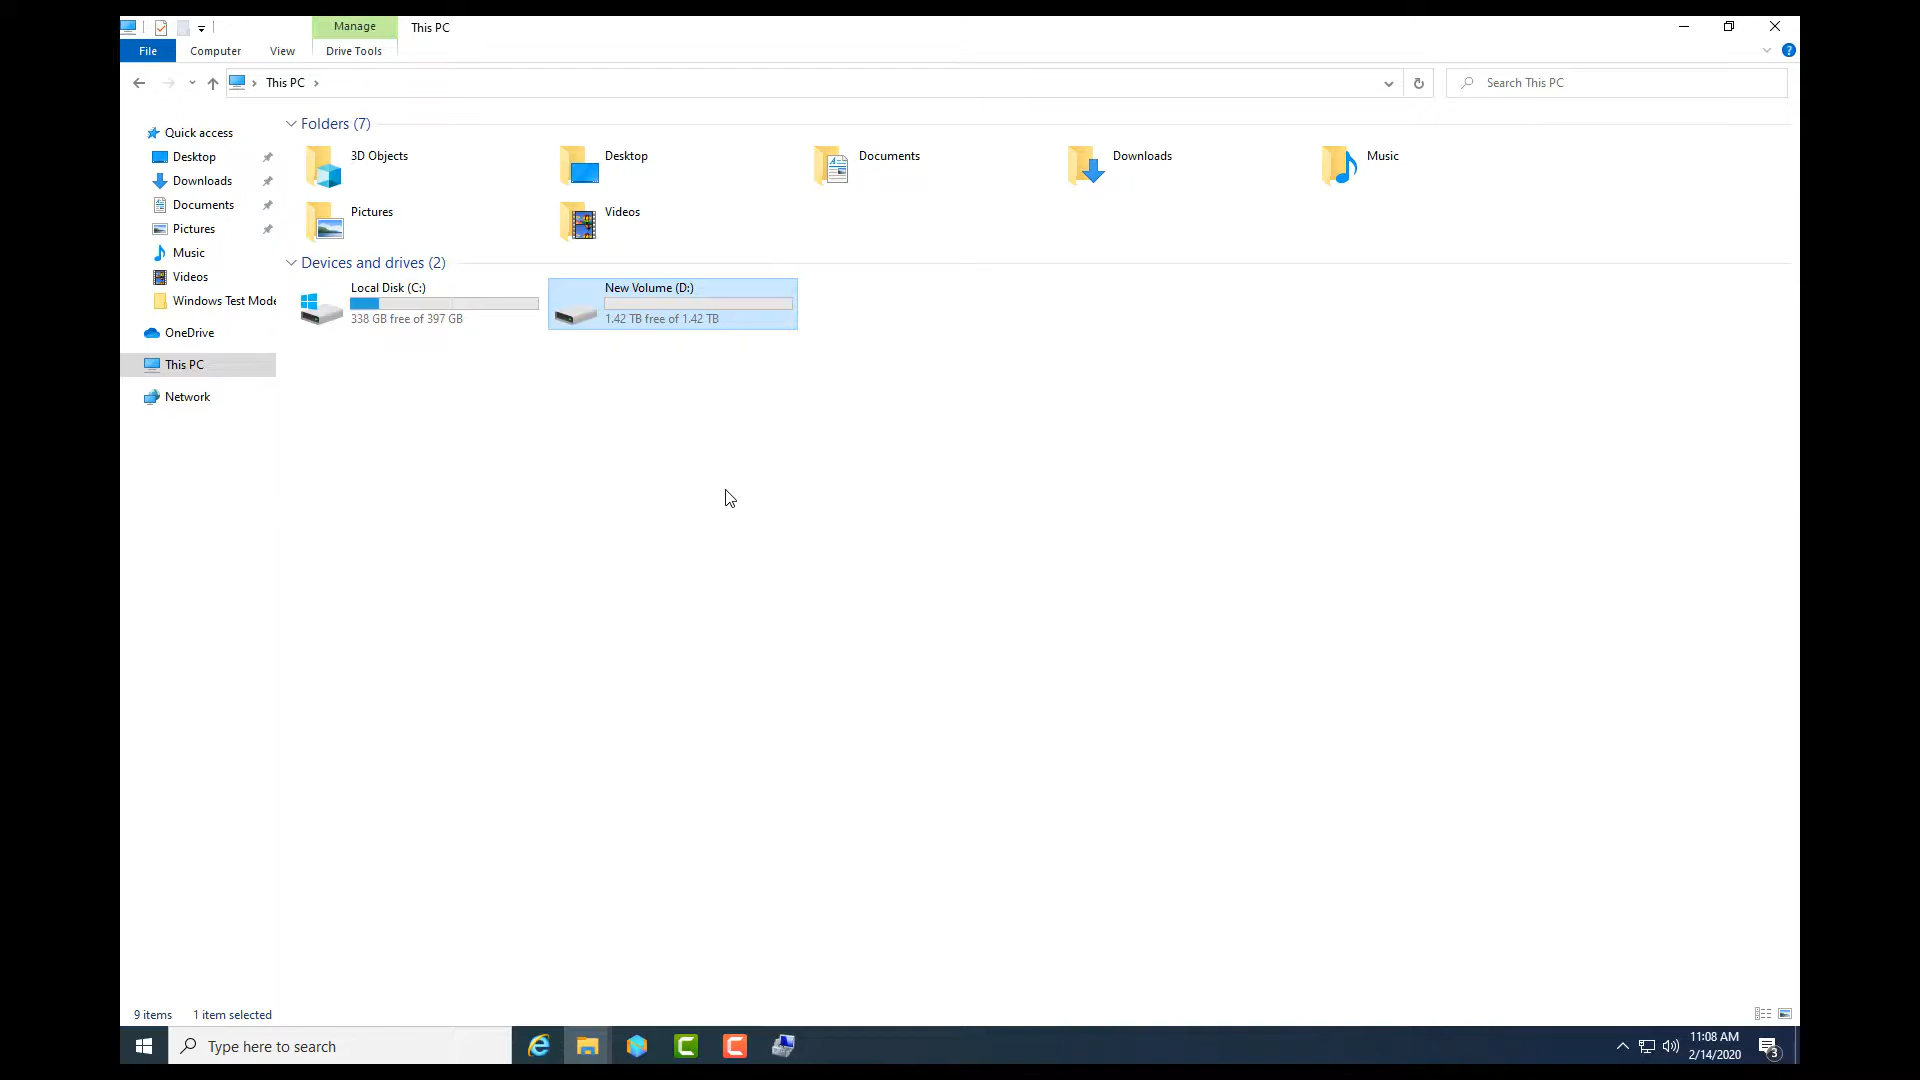 Manage
This PC
File
Computer
View
Drive Tools
This PC
Search This PC
Quick access
Desktop
Downloads
Documents
Pictures
Music
Videos
Windows Test Mode
OneDrive
This PC
Network
Folders (7)
3D Objects
Desktop
Documents
Downloads
Music
Pictures
Videos
Devices and drives (2)
Local Disk (C:)
338 GB free of 397 GB
New Volume (D:)
1.42 TB free of 1.42 TB
9 items
1 item selected
Type here to search
11:08 AM
2/14/2020
3